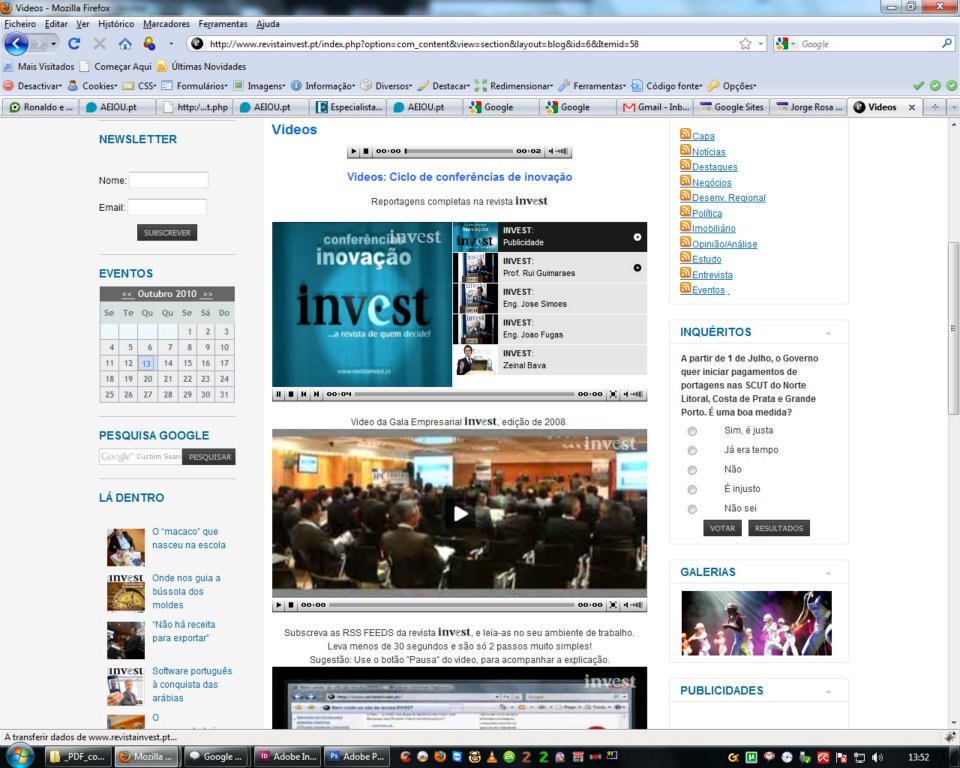 Videos - Mozilla Firefox
Ficheiro Editar Ver Histórico Marcadores Ferramentas Ajuda
http://www.revistainvest.pt/index.php?option=com_content&view=section&layout=blog&id=6&Itemid=58
Google
Mais Visitados Começar Aqui Últimas Novidades
Desactivar Cookies CSS Formulários Imagens Informação Diversos Destacar Redimensionar Ferramentas Código fonte Opções
Ronaldo e ... AEIOU.pt http:/...t.php AEIOU.pt Especialista... AEIOU.pt Google Google Gmail - Inb... Google Sites Jorge Rosa ... Videos
NEWSLETTER
Nome:
Email:
SUBSCREVER
EVENTOS
<< Outubro 2010 >>
Se Te Qu Qu Se Sá Do
1 2 3
4 5 6 7 8 9 10
11 12 13 14 15 16 17
18 19 20 21 22 23 24
25 26 27 28 29 30 31
PESQUISA GOOGLE
Google™ Custom Searc PESQUISAR
LÁ DENTRO
O "macaco" que
nasceu na escola
invest
Onde nos guia a
bússola dos
moldes
"Não há receita
para exportar"
invest
Software português
à conquista das
arábias
O
Videos
00:00 00:02
Videos: Ciclo de conferências de inovação
Reportagens completas na revista invest
invest
conferências
inovação
invest
...a revista de quem decide!
www.revistainvest.pt
inovação
invest
INVEST:
Publicidade
INVEST:
Prof. Rui Guimaraes
INVEST:
Eng. Jose Simoes
INVEST:
Eng. Joao Fugas
INVEST:
Zeinal Bava
00:04 00:00
Video da Gala Empresarial invest, edição de 2008.
invest
00:00 00:00
Subscreva as RSS FEEDS da revista invest, e leia-as no seu ambiente de trabalho.
Leva menos de 30 segundos e são só 2 passos muito simples!
Sugestão: Use o botão "Pausa" do video, para acompanhar a explicação.
invest
Capa
Notícias
Destaques
Negócios
Desenv. Regional
Política
Imobiliário
Opinião/Análise
Estudo
Entrevista
Eventos
INQUÉRITOS
A partir de 1 de Julho, o Governo
quer iniciar pagamentos de
portagens nas SCUT do Norte
Litoral, Costa de Prata e Grande
Porto. É uma boa medida?
Sim, é justa
Já era tempo
Não
É injusto
Não sei
VOTAR RESULTADOS
GALERIAS
PUBLICIDADES
A transferir dados de www.revistainvest.pt...
_PDF_co... Mozilla ... Google ... Adobe In... Adobe P... 13:52